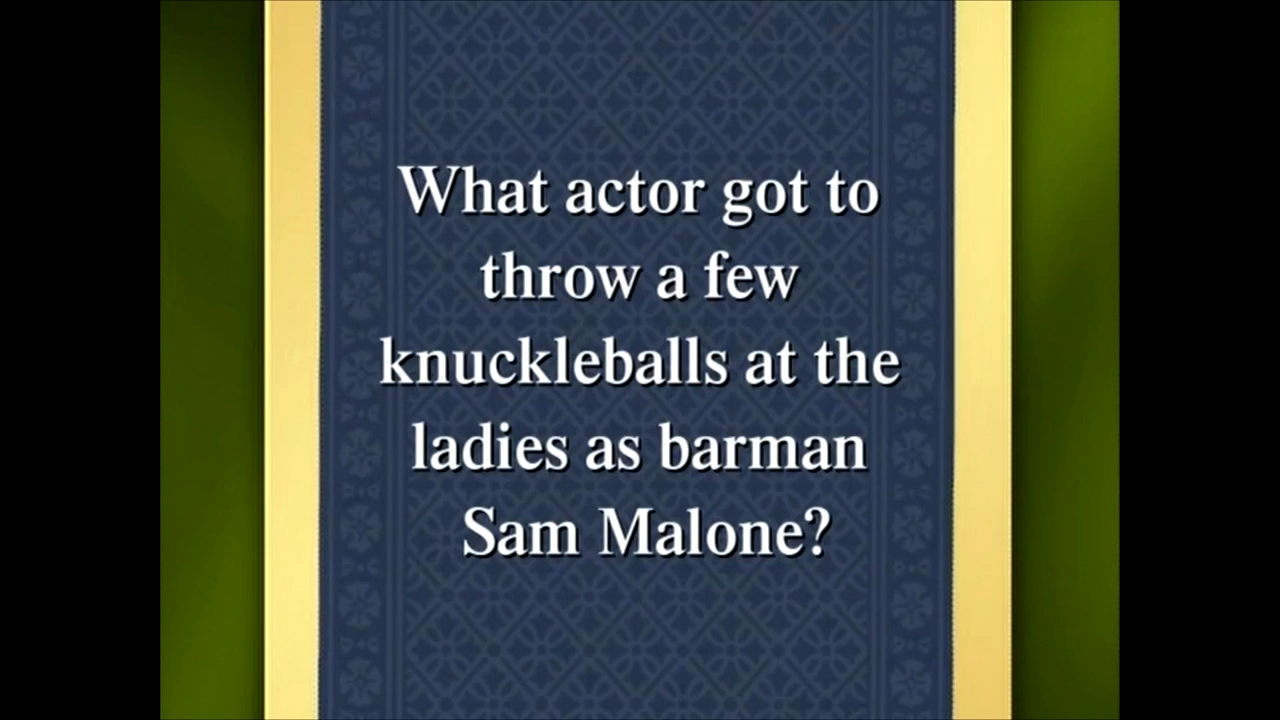 What actor got to
throw a few
knuckleballs at the
ladies as barman
Sam Malone?